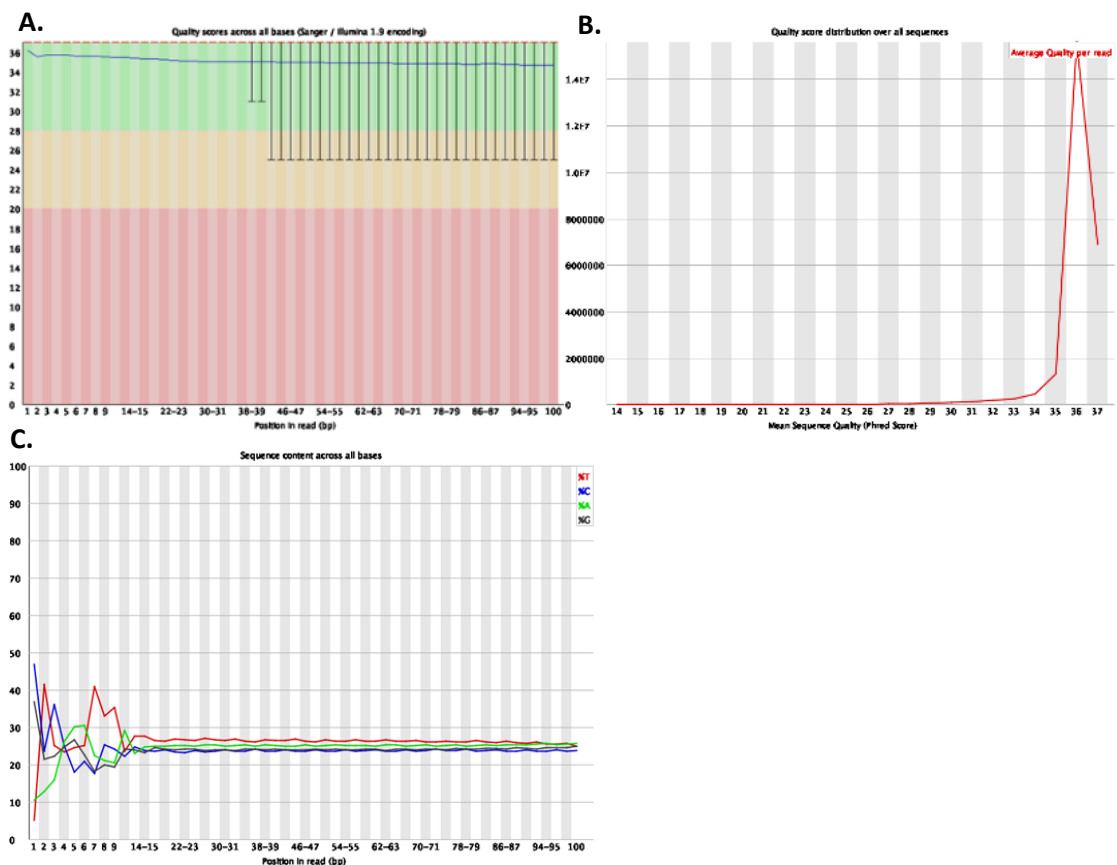 A.
Quality scores across all bases (Sanger / Illumina 1.9 encoding)
36
34
32
30
28
26
24
22
20
18
16
14
12
10
8
6
4
2
0
1 2 3 4 5 6 7 8 9 14-15 22-23 30-31 38-39 46-47 54-55 62-63 70-71 78-79 86-87 94-95 100
Position in read (bp)
B.
Quality score distribution over all sequences
Average Quality per read
1.4E7
1.2E7
1.0E7
8000000
6000000
4000000
2000000
0
14 15 16 17 18 19 20 21 22 23 24 25 26 27 28 29 30 31 32 33 34 35 36 37
Mean Sequence Quality (Phred Score)
C.
Sequence content across all bases
%T
%C
%A
%G
100
90
80
70
60
50
40
30
20
10
0
1 2 3 4 5 6 7 8 9 14-15 22-23 30-31 38-39 46-47 54-55 62-63 70-71 78-79 86-87 94-95 100
Position in read (bp)